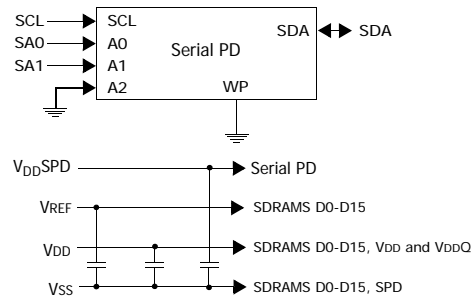 SCL SCL SDA SDA
SA0 A0 Serial PD
SA1 A1
A2 WP
VDDSPD Serial PD
VREF SDRAMS D0-D15
VDD SDRAMS D0-D15, VDD and VDDQ
VSS SDRAMS D0-D15, SPD